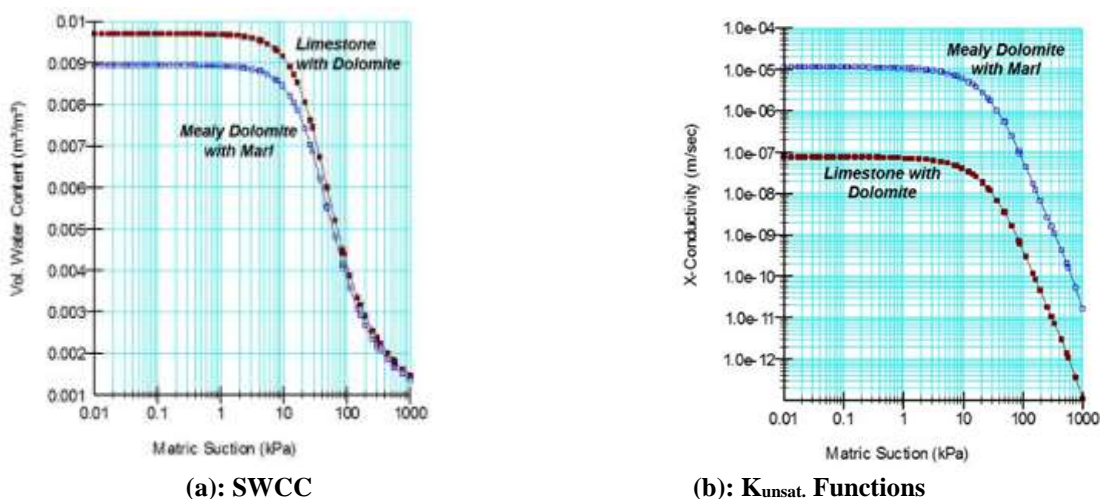 0.01
0.009
0.008
0.007
0.006
0.005
0.004
0.003
0.002
0.001
Vol. Water Content (m³/m³)
Limestone
with Dolomite
Mealy Dolomite
with Marl
0.01 0.1 1 10 100 1000
Matric Suction (kPa)
(a): SWCC
1.0e-04
1.0e-05
1.0e-06
1.0e-07
1.0e-08
1.0e-09
1.0e-10
1.0e-11
1.0e-12
X-Conductivity (m/sec)
Mealy Dolomite
with Marl
Limestone with
Dolomite
0.01 0.1 1 10 100 1000
Matric Suction (kPa)
(b): Kunsat. Functions